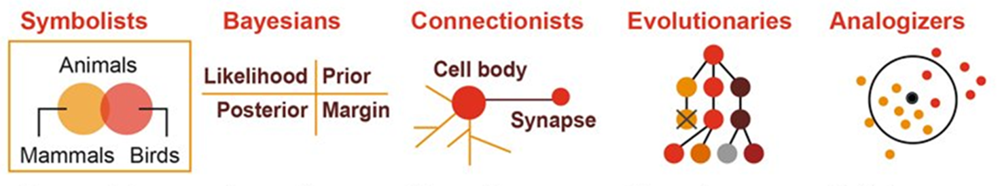 Symbolists
Animals
Mammals Birds
Bayesians
Likelihood Prior
Posterior Margin
Connectionists
Cell body
Synapse
Evolutionaries
Analogizers